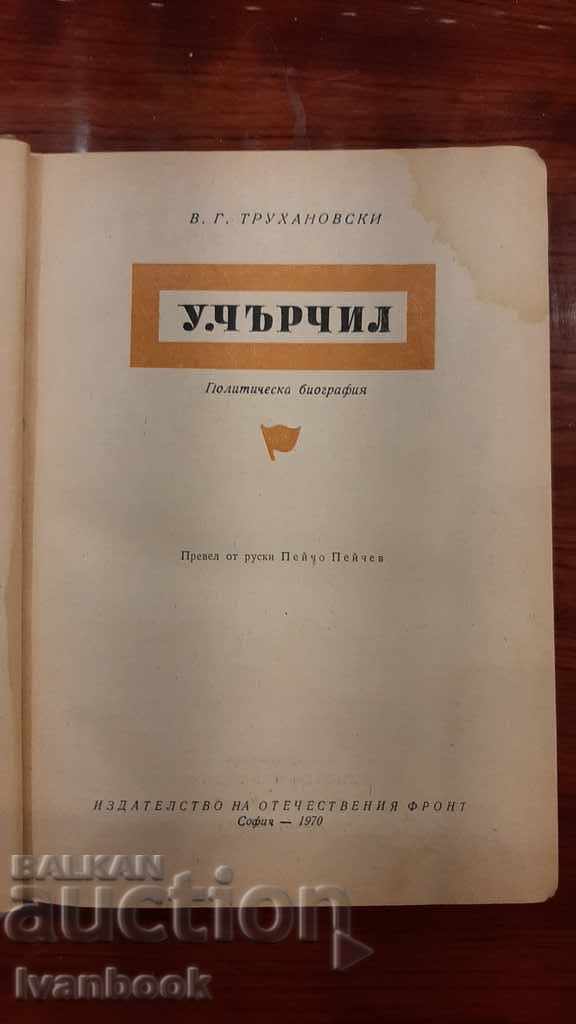 В. Г. ТРУХАНОВСКИ
У. ЧЪРЧИЛ
Политическа биография
Превел от руски Пейчо Пейчев
ИЗДАТЕЛСТВО НА ОТЕЧЕСТВЕНИЯ ФРОНТ
София — 1970
BALKAN
auction
Ivanbook